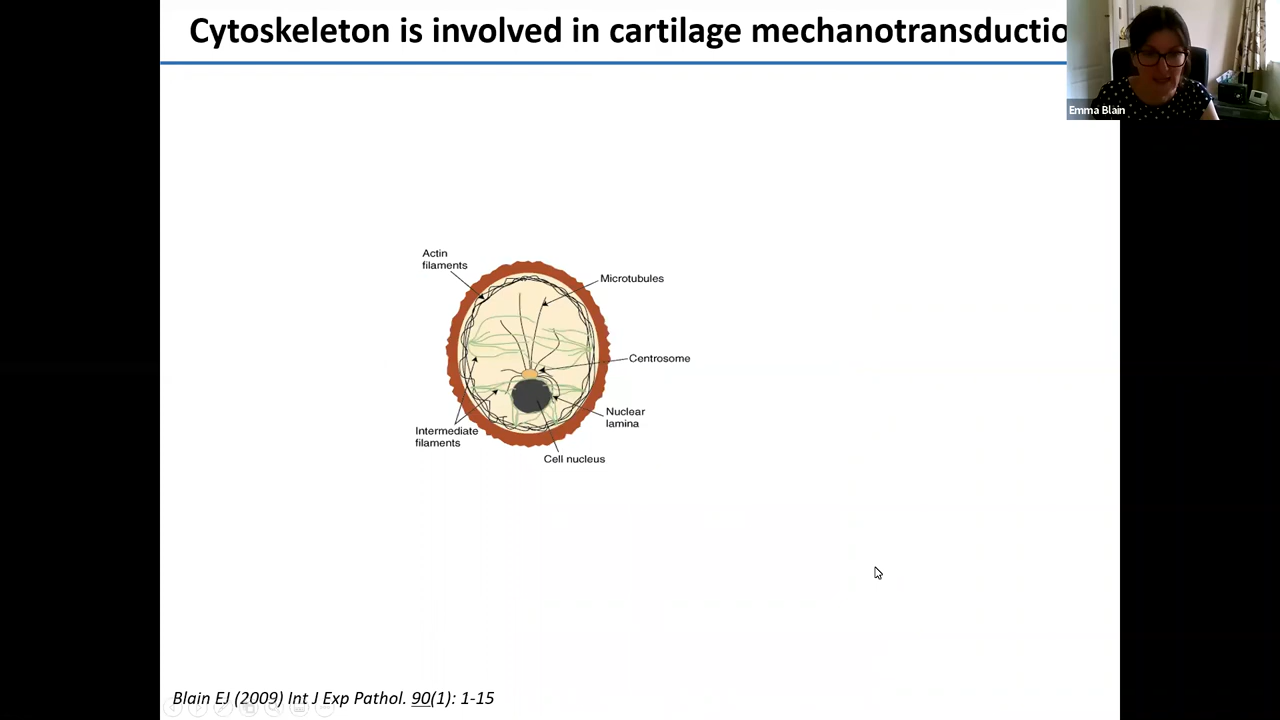 Cytoskeleton is involved in cartilage mechanotransductio
Emma Blain
Actin
filaments
Microtubules
Centrosome
Nuclear
lamina
Intermediate
filaments
Cell nucleus
Blain EJ (2009) Int J Exp Pathol. 90(1): 1-15